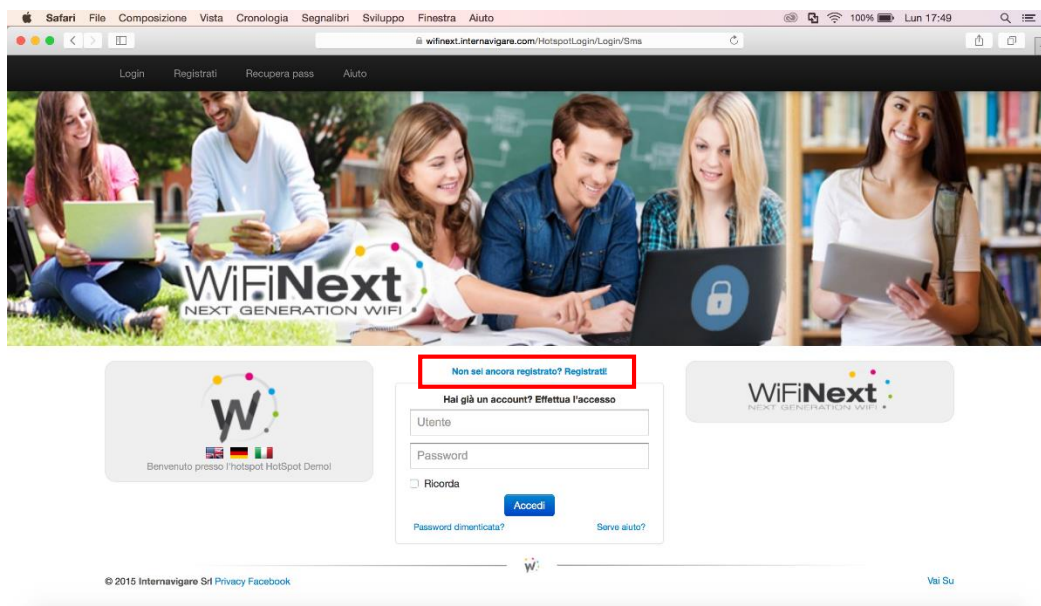 Safari File Composizione Vista Cronologia Segnalibri Sviluppo Finestra Aiuto 100% Lun 17:49
wifinext.internavigare.com/HotspotLogin/Login/Sms
Login Registrati Recupera pass Aiuto
WiFiNext
NEXT GENERATION WIFI
Non sei ancora registrato? Registrati!
Hai già un account? Effettua l'accesso
Utente
Password
Ricorda
Accedi
Password dimenticata? Serve aiuto?
w
Benvenuto presso l'hotspot HotSpot Demo!
WiFiNext
NEXT GENERATION WIFI
w
© 2015 Internavigare Srl Privacy Facebook Vai Su